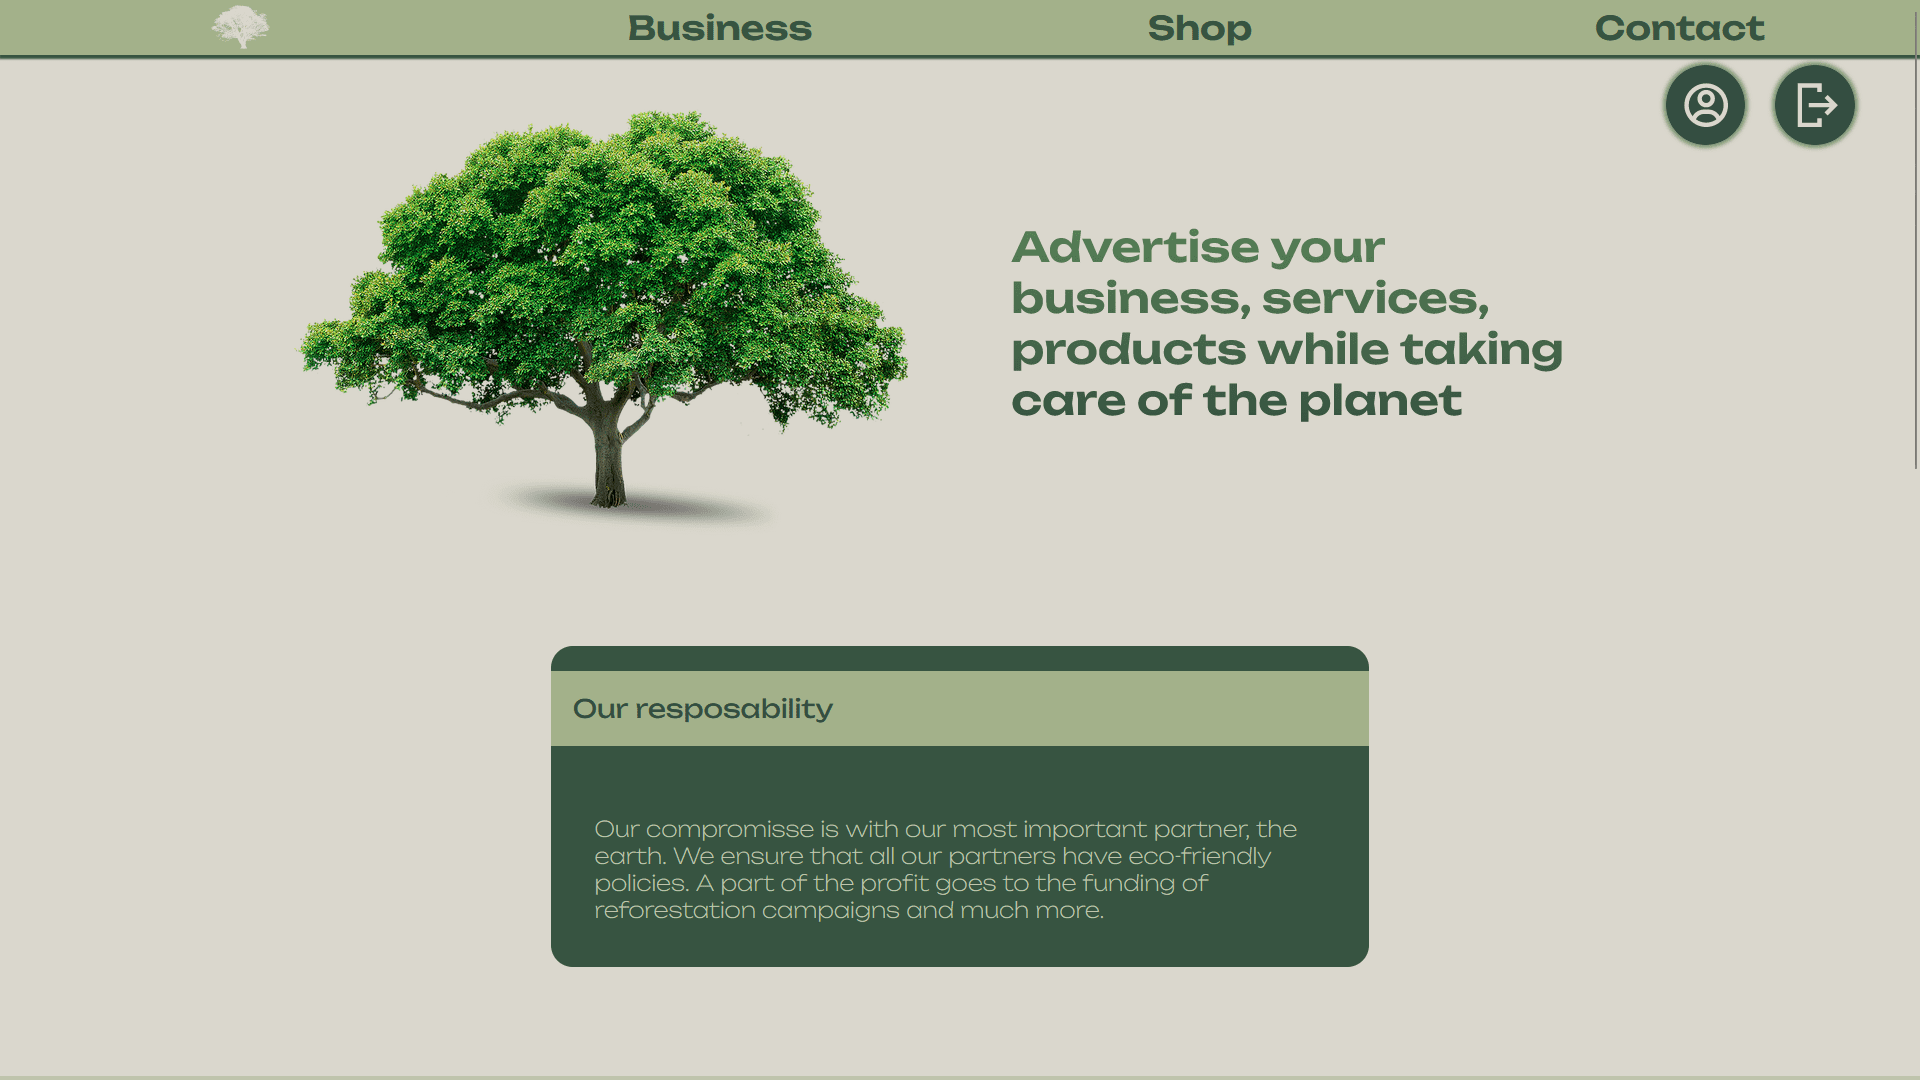 Business
Shop
Contact
Advertise your
business, services,
products while taking
care of the planet
Our resposability
Our compromisse is with our most important partner, the
earth. We ensure that all our partners have eco-friendly
policies. A part of the profit goes to the funding of
reforestation campaigns and much more.